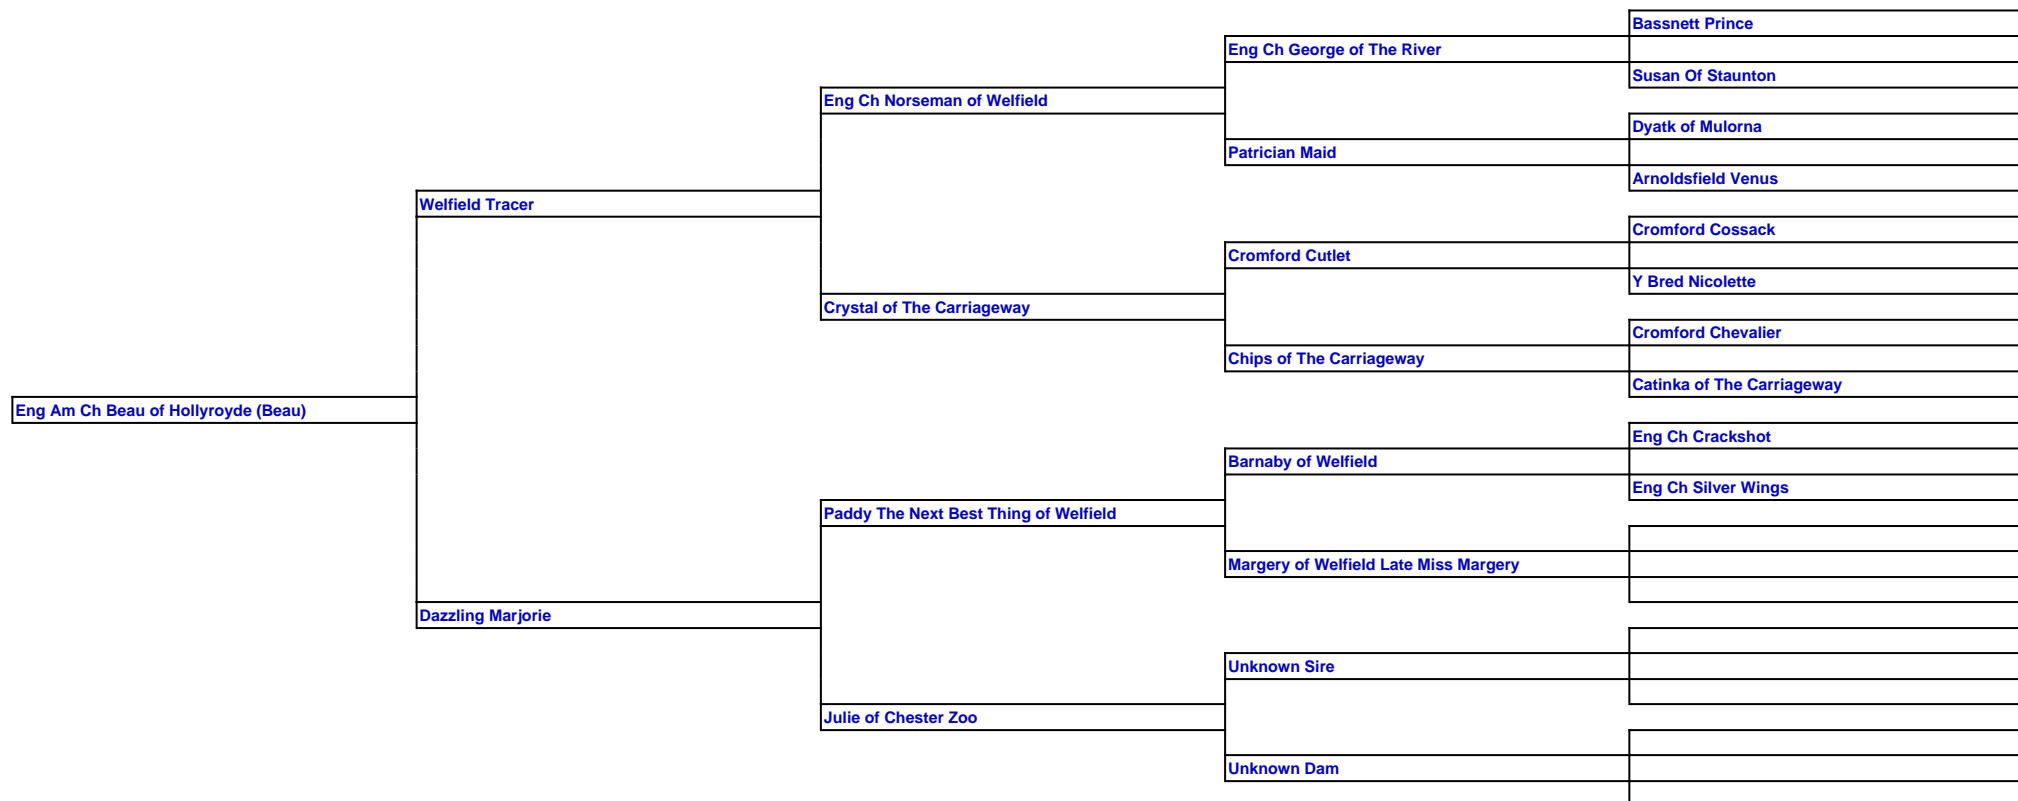 Bassnett Prince
Eng Ch George of The River
Susan Of Staunton
Eng Ch Norseman of Welfield
Dyatk of Mulorna
Patrician Maid
Arnoldsfield Venus
Welfield Tracer
Cromford Cossack
Cromford Cutlet
Y Bred Nicolette
Crystal of The Carriageway
Cromford Chevalier
Chips of The Carriageway
Catinka of The Carriageway
Eng Am Ch Beau of Hollyroyde (Beau)
Eng Ch Crackshot
Barnaby of Welfield
Eng Ch Silver Wings
Paddy The Next Best Thing of Welfield
Margery of Welfield Late Miss Margery
Dazzling Marjorie
Unknown Sire
Julie of Chester Zoo
Unknown Dam